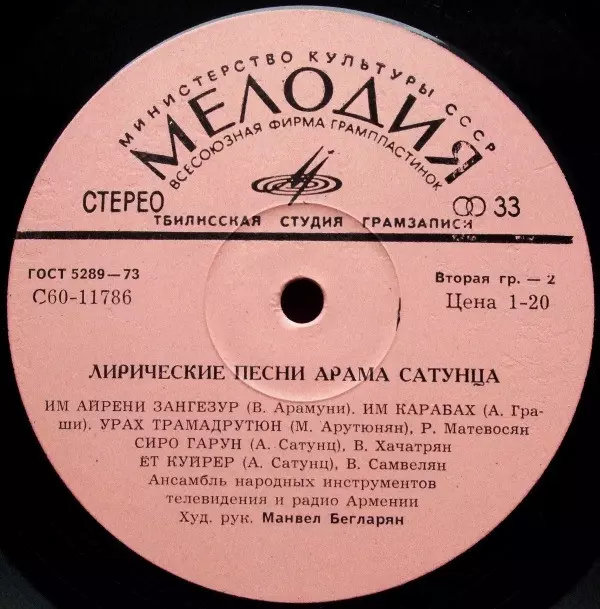 МИНИСТЕРСТВО КУЛЬТУРЫ СССР
МЕЛОДИЯ
ВСЕСОЮЗНАЯ ФИРМА ГРАМПЛАСТИНОК
СТЕРЕО
33
ТБИЛИССКАЯ СТУДИЯ ГРАМЗАПИСИ
ГОСТ 5289—73
Вторая гр. — 2
С60-11786
Цена 1-20
ЛИРИЧЕСКИЕ ПЕСНИ АРАМА САТУНЦА
ИМ АЙРЕНИ ЗАНГЕЗУР (В. Арамуни). ИМ КАРАБАХ (А. Гра-
ши). УРАХ ТРАМАДРУТЮН (М. Арутюнян), Р. Матевосян
СИРО ГАРУН (А. Сатунц), В. Хачатрян
ЕТ КУЙРЕР (А. Сатунц), В. Самвелян
Ансамбль народных инструментов
телевидения и радио Армении
Худ. рук. Манвел Бегларян